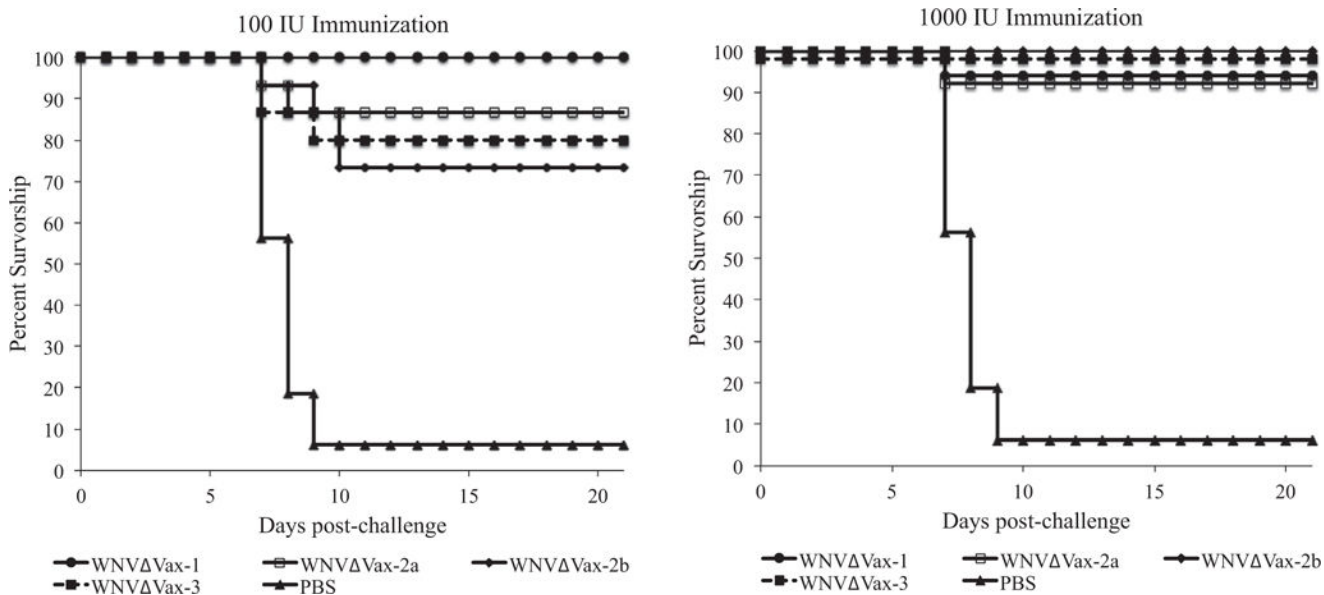 100 IU Immunization
100
90
80
70
60
50
40
30
20
10
0
Percent Survorship
0 5 10 15 20
Days post-challenge
WNVΔVax-1 WNVΔVax-2a WNVΔVax-2b
WNVΔVax-3 PBS
1000 IU Immunization
100
90
80
70
60
50
40
30
20
10
0
Percent Survorship
0 5 10 15 20
Days post-challenge
WNVΔVax-1 WNVΔVax-2a WNVΔVax-2b
WNVΔVax-3 PBS